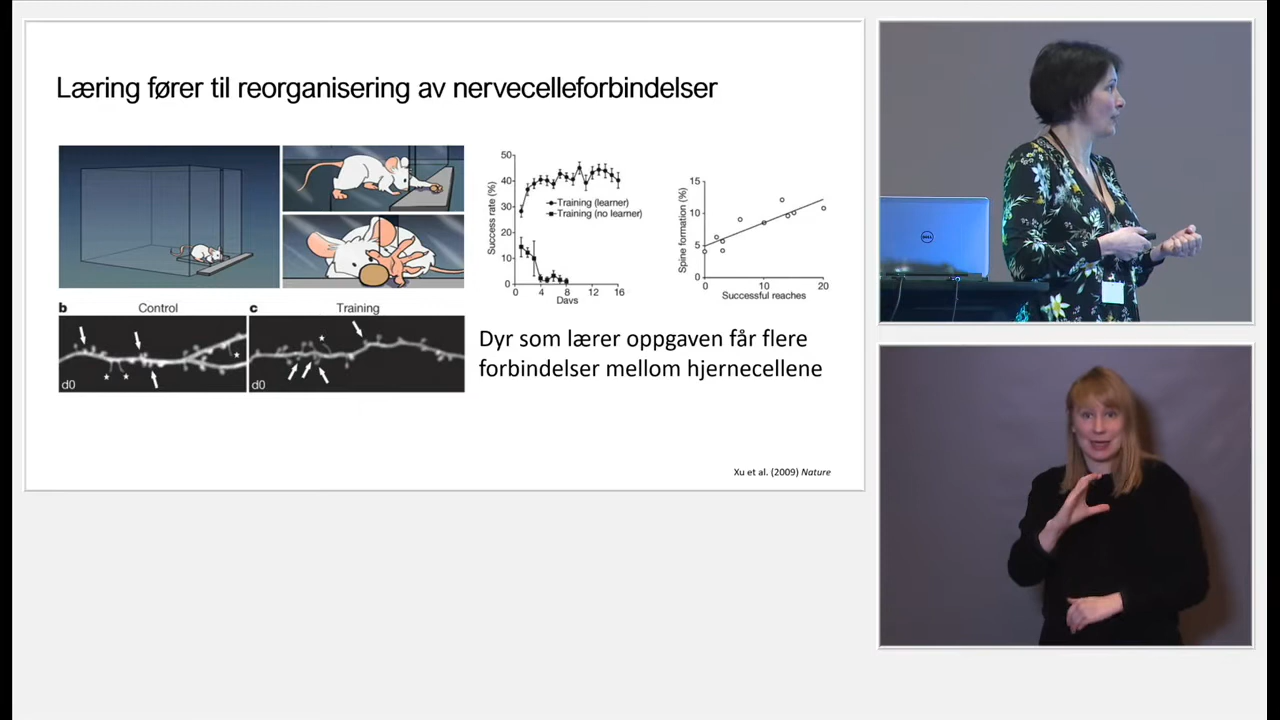 Læring fører til reorganisering av nervecelleforbindelser
50
40
30
20
10
0
Success rate (%)
Training (learner)
Training (no learner)
0 4 8 12 16
Days
15
10
5
0
Spine formation (%)
0 10 20
Successful reaches
b Control
c Training
d0
d0
Dyr som lærer oppgaven får flere
forbindelser mellom hjernecellene
Xu et al. (2009) Nature
DELL